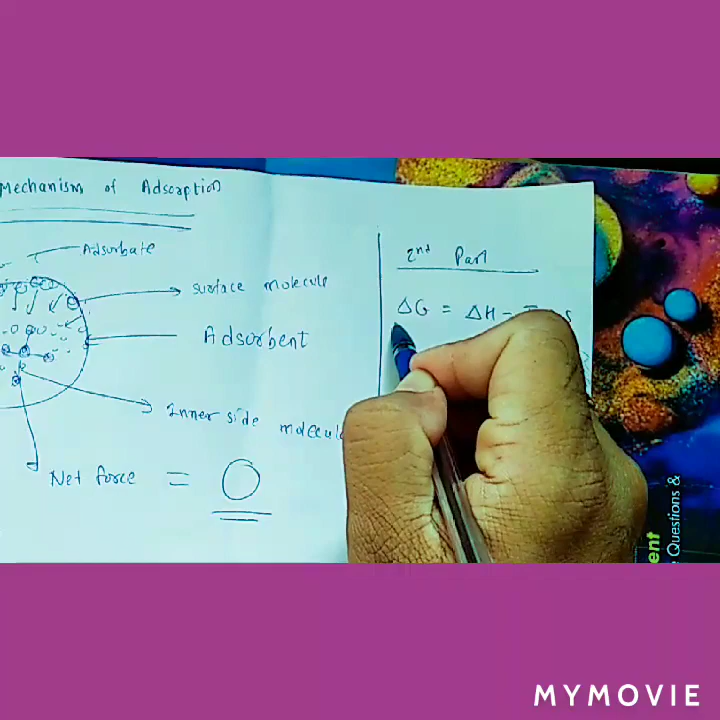 Mechanism of Adsorption
Adsorbate
surface molecule
Adsorbent
Inner side molecule
Net force = 0
2nd Part
ΔG = ΔH - S
ent
Questions &
MYMOVIE